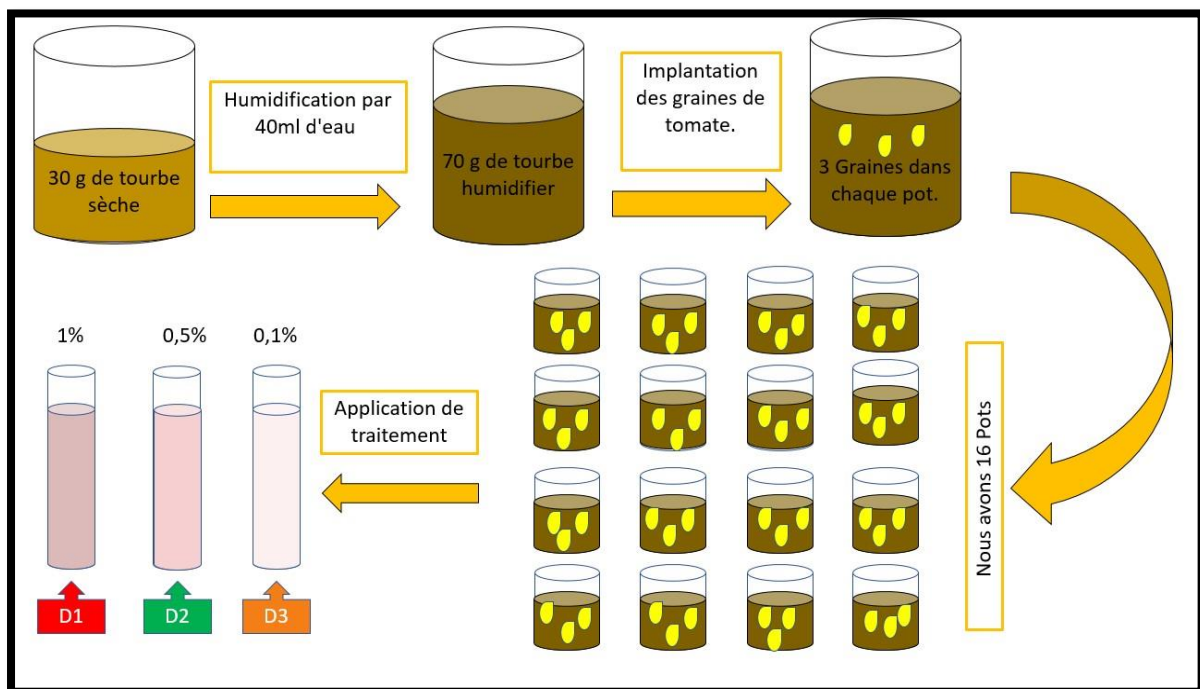 Humidification par
40ml d'eau
Implantation
des graines de
tomate.
30 g de tourbe
sèche
70 g de tourbe
humidifier
3 Graines dans
chaque pot.
1%
0,5%
0,1%
Application de
traitement
Nous avons 16 Pots
D1
D2
D3